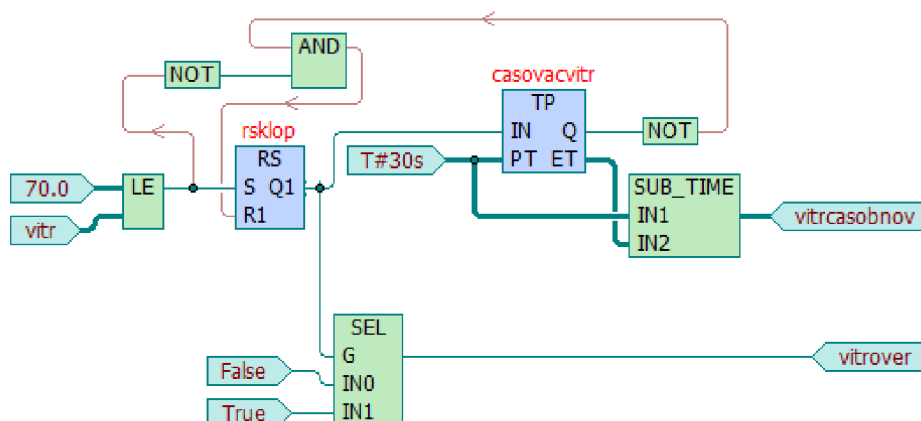 AND
NOT
casovacvitr
TP
IN Q
PT ET
NOT
rsklop
RS
S Q1
R1
T#30s
70.0
LE
vitr
SUB_TIME
IN1
IN2
vitrcasobnov
SEL
G
IN0
IN1
False
True
vitrover